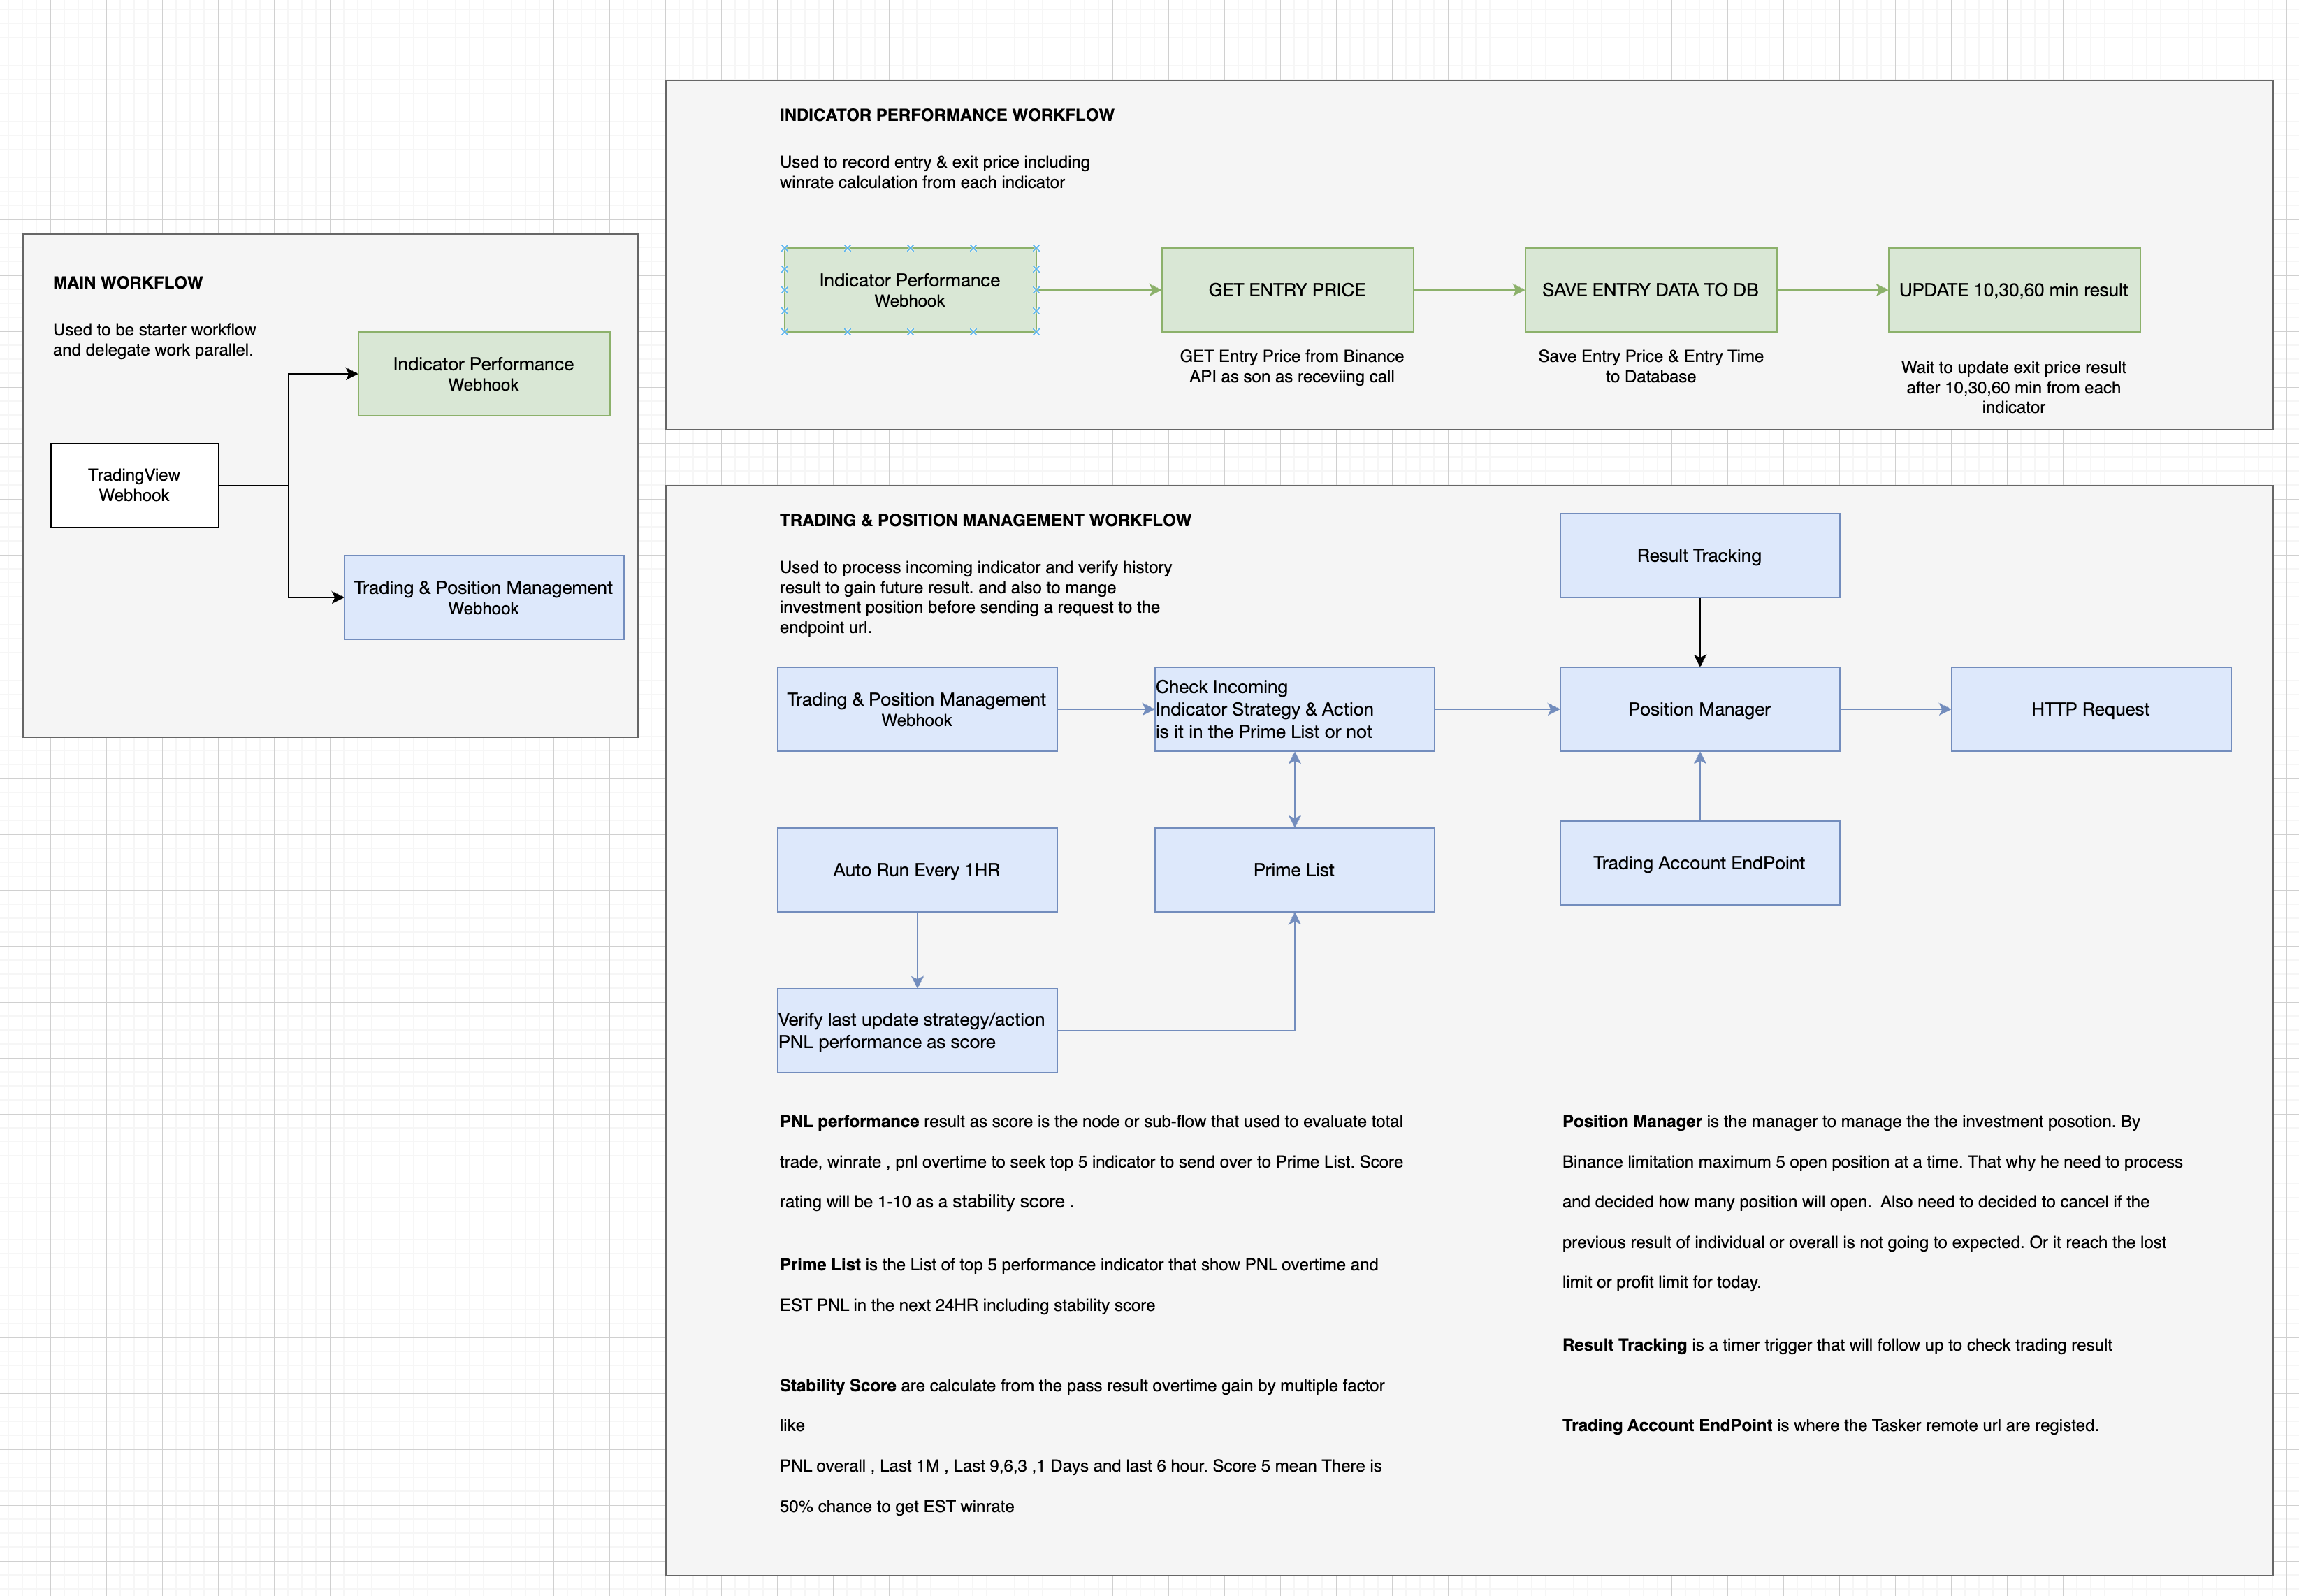 MAIN WORKFLOW
Used to be starter workflow
and delegate work parallel.
Indicator Performance
Webhook
TradingView
Webhook
Trading & Position Management
Webhook
INDICATOR PERFORMANCE WORKFLOW
Used to record entry & exit price including
winrate calculation from each indicator
Indicator Performance
Webhook
GET ENTRY PRICE
SAVE ENTRY DATA TO DB
UPDATE 10,30,60 min result
GET Entry Price from Binance
API as son as receviing call
Save Entry Price & Entry Time
to Database
Wait to update exit price result
after 10,30,60 min from each
indicator
TRADING & POSITION MANAGEMENT WORKFLOW
Used to process incoming indicator and verify history
result to gain future result. and also to mange
investment position before sending a request to the
endpoint url.
Result Tracking
Trading & Position Management
Webhook
Check Incoming
Indicator Strategy & Action
is it in the Prime List or not
Position Manager
HTTP Request
Auto Run Every 1HR
Prime List
Trading Account EndPoint
Verify last update strategy/action
PNL performance as score
PNL performance result as score is the node or sub-flow that used to evaluate total
trade, winrate , pnl overtime to seek top 5 indicator to send over to Prime List. Score
rating will be 1-10 as a stability score .
Prime List is the List of top 5 performance indicator that show PNL overtime and
EST PNL in the next 24HR including stability score
Stability Score are calculate from the pass result overtime gain by multiple factor
like
PNL overall , Last 1M , Last 9,6,3 ,1 Days and last 6 hour. Score 5 mean There is
50% chance to get EST winrate
Position Manager is the manager to manage the the investment posotion. By
Binance limitation maximum 5 open position at a time. That why he need to process
and decided how many position will open.  Also need to decided to cancel if the
previous result of individual or overall is not going to expected. Or it reach the lost
limit or profit limit for today.
Result Tracking is a timer trigger that will follow up to check trading result
Trading Account EndPoint is where the Tasker remote url are registed.